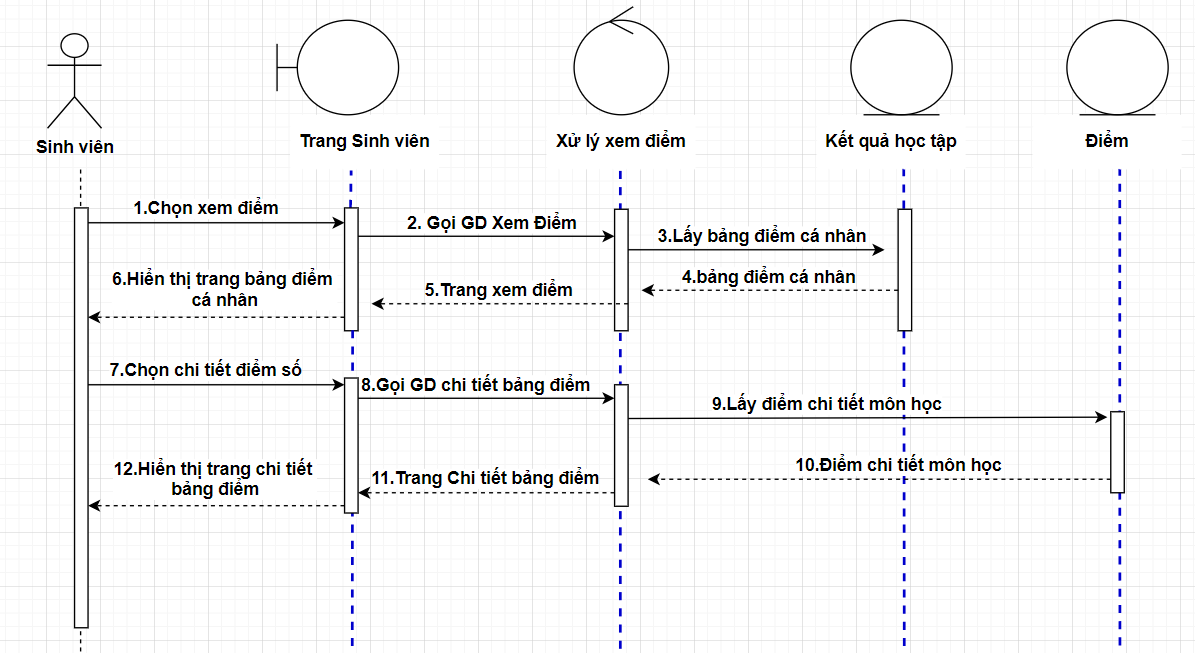 Sinh viên
Trang Sinh viên
Xử lý xem điểm
Kết quả học tập
Điểm
1.Chọn xem điểm
2. Gọi GD Xem Điểm
3.Lấy bảng điểm cá nhân
4.bảng điểm cá nhân
5.Trang xem điểm
6.Hiển thị trang bảng điểm
cá nhân
7.Chọn chi tiết điểm số
8.Gọi GD chi tiết bảng điểm
9.Lấy điểm chi tiết môn học
10.Điểm chi tiết môn học
11.Trang Chi tiết bảng điểm
12.Hiển thị trang chi tiết
bảng điểm